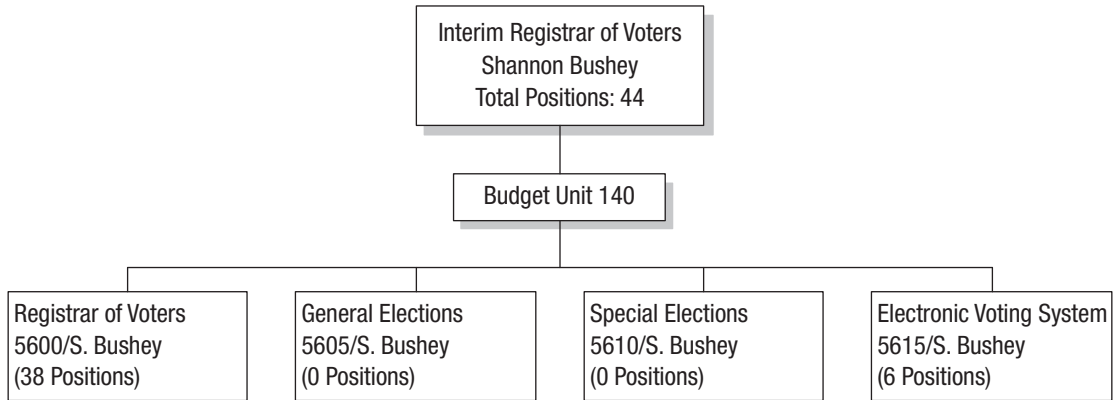 Interim Registrar of Voters
Shannon Bushey
Total Positions: 44
Budget Unit 140
Registrar of Voters
5600/S. Bushey
(38 Positions)
General Elections
5605/S. Bushey
(0 Positions)
Special Elections
5610/S. Bushey
(0 Positions)
Electronic Voting System
5615/S. Bushey
(6 Positions)